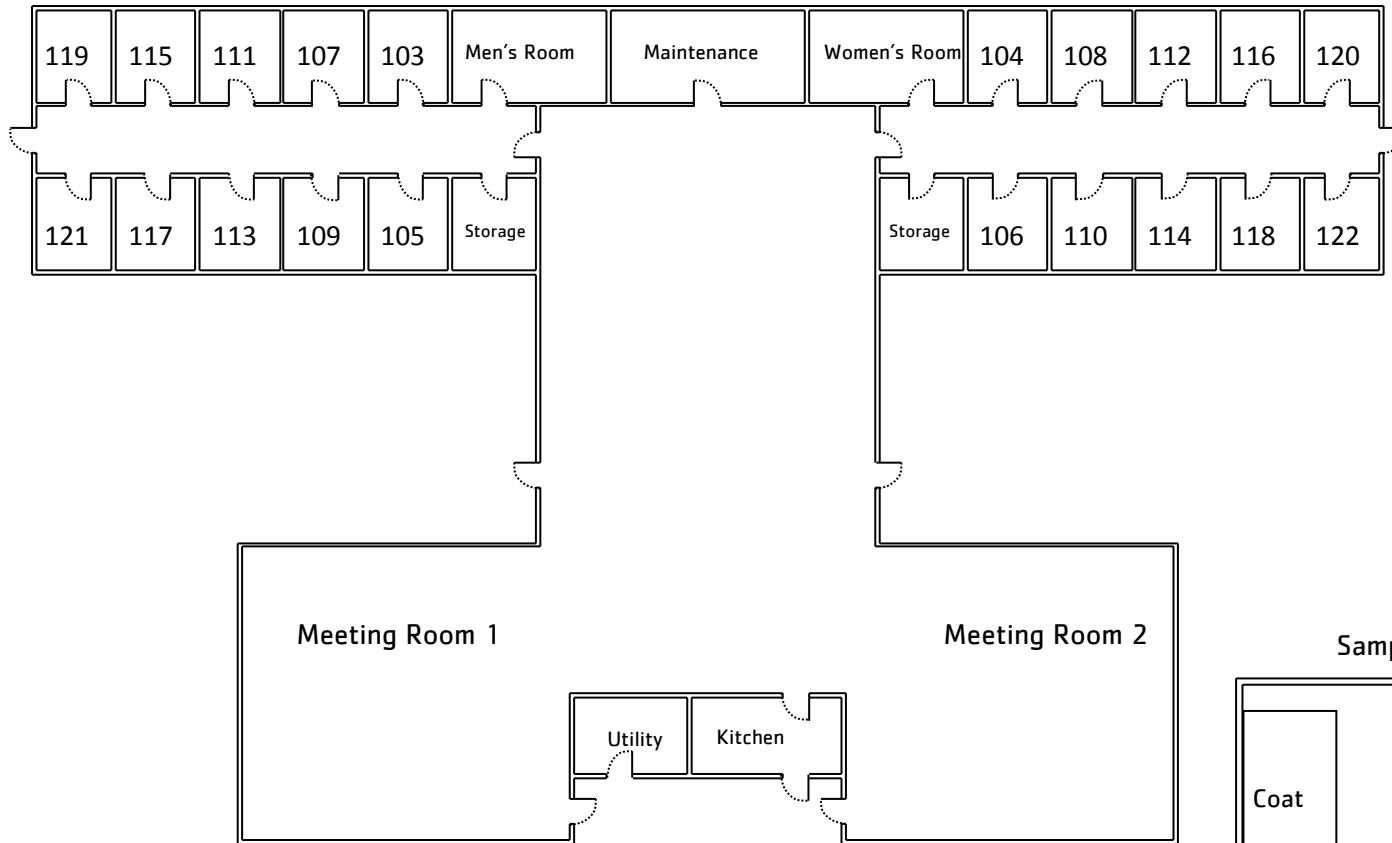 119 115 111 107 103 Men's Room Maintenance Women's Room 104 108 112 116 120
121 117 113 109 105 Storage Storage 106 110 114 118 122
Meeting Room 1 Meeting Room 2
Samp
Utility Kitchen
Coat